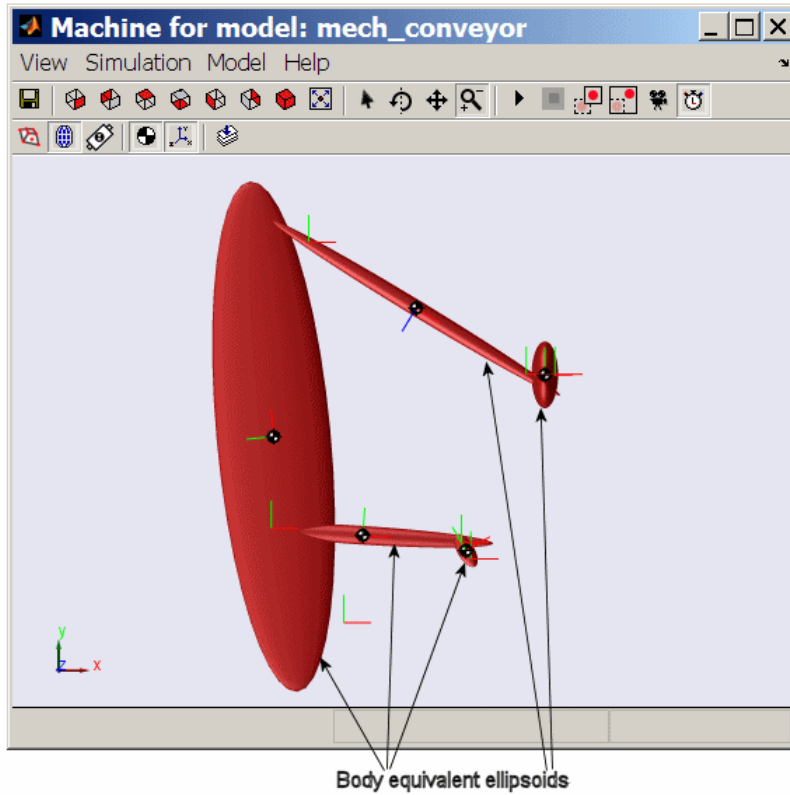 Machine for model: mech_conveyor
View Simulation Model Help
y
z x
Body equivalent ellipsoids